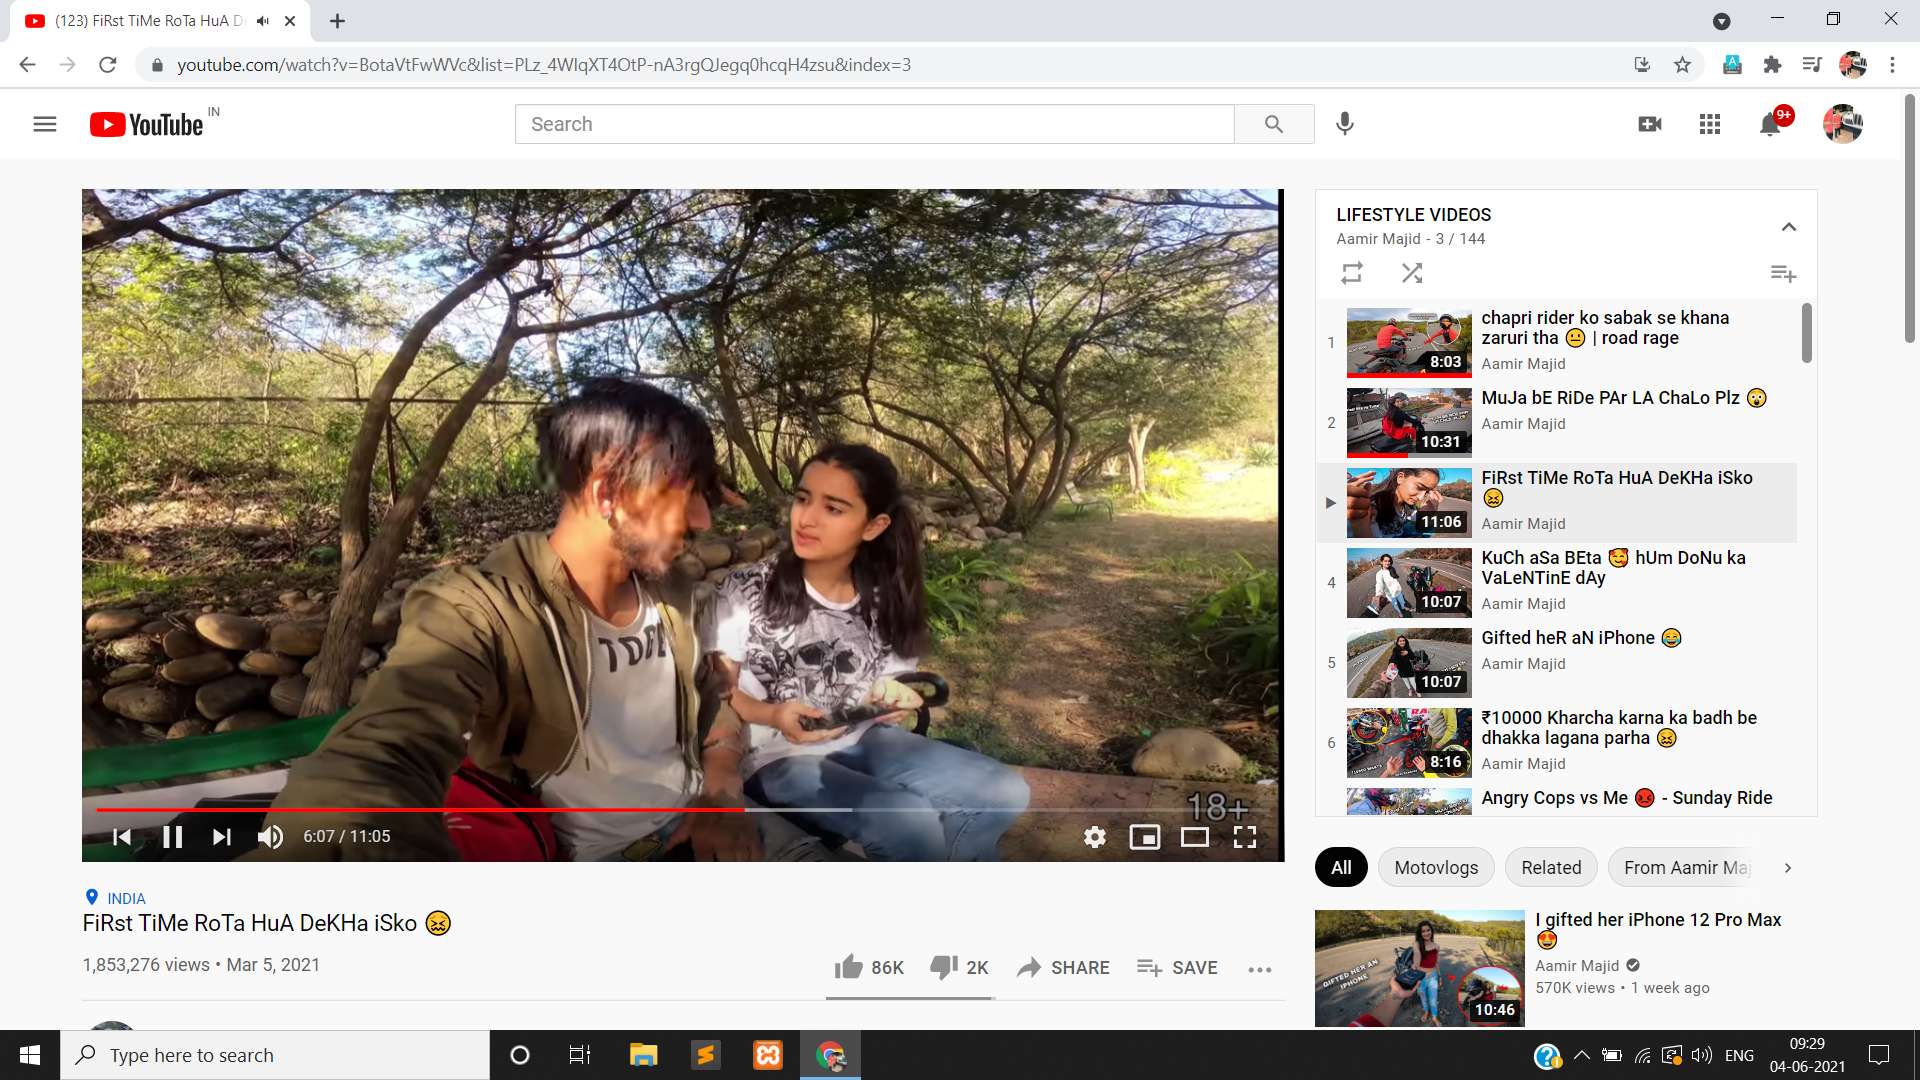 (123) FiRst TiMe RoTa HuA D
youtube.com/watch?v=BotaVtFwWVc&list=PLz_4WIqXT4OtP-nA3rgQJegq0hcqH4zsu&index=3
YouTube IN
Search
9+
TODE
18+
6:07 / 11:05
INDIA
FiRst TiMe RoTa HuA DeKHa iSko 😖
1,853,276 views • Mar 5, 2021
86K
2K
SHARE
SAVE
LIFESTYLE VIDEOS
Aamir Majid - 3 / 144
1
8:03
chapri rider ko sabak se khana
zaruri tha 😐 | road rage
Aamir Majid
2
10:31
MuJa bE RiDe PAr LA ChaLo Plz 😲
Aamir Majid
11:06
FiRst TiMe RoTa HuA DeKHa iSko
😖
Aamir Majid
4
10:07
KuCh aSa BEta 🥰 hUm DoNu ka
VaLeNTinE dAy
Aamir Majid
5
10:07
Gifted heR aN iPhone 😂
Aamir Majid
6
8:16
₹10000 Kharcha karna ka badh be
dhakka lagana parha 😖
Aamir Majid
Angry Cops vs Me 😡 - Sunday Ride
All
Motovlogs
Related
From Aamir Maj
GIFTED HER AN
IPHONE
10:46
I gifted her iPhone 12 Pro Max
😍
Aamir Majid
570K views • 1 week ago
Type here to search
ENG
09:29
04-06-2021